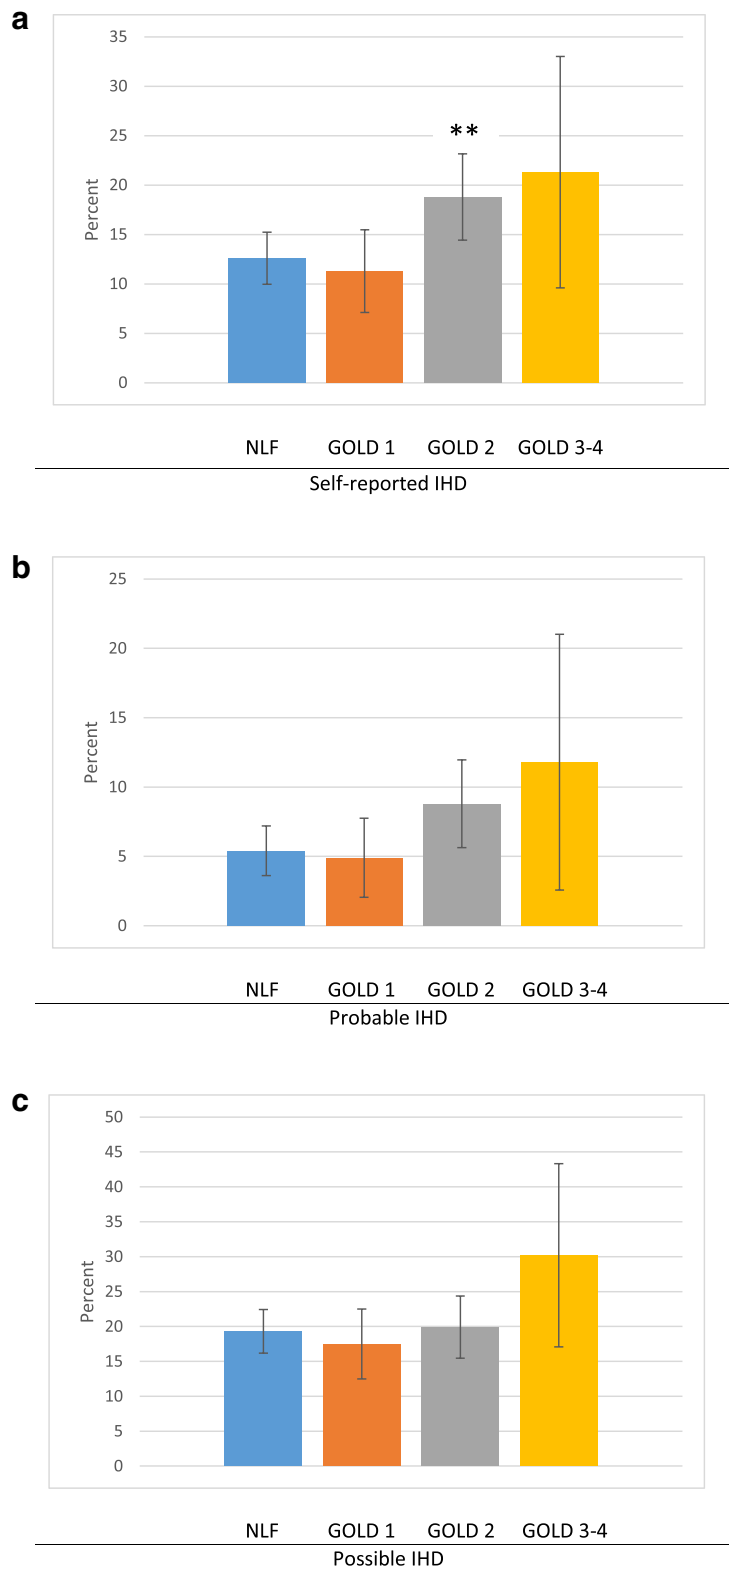 a
35
30
25
**
20
15
10
5
0
Percent
NLF GOLD 1 GOLD 2 GOLD 3-4
Self-reported IHD
b
25
20
15
10
5
0
Percent
NLF GOLD 1 GOLD 2 GOLD 3-4
Probable IHD
c
50
45
40
35
30
25
20
15
10
5
0
Percent
NLF GOLD 1 GOLD 2 GOLD 3-4
Possible IHD